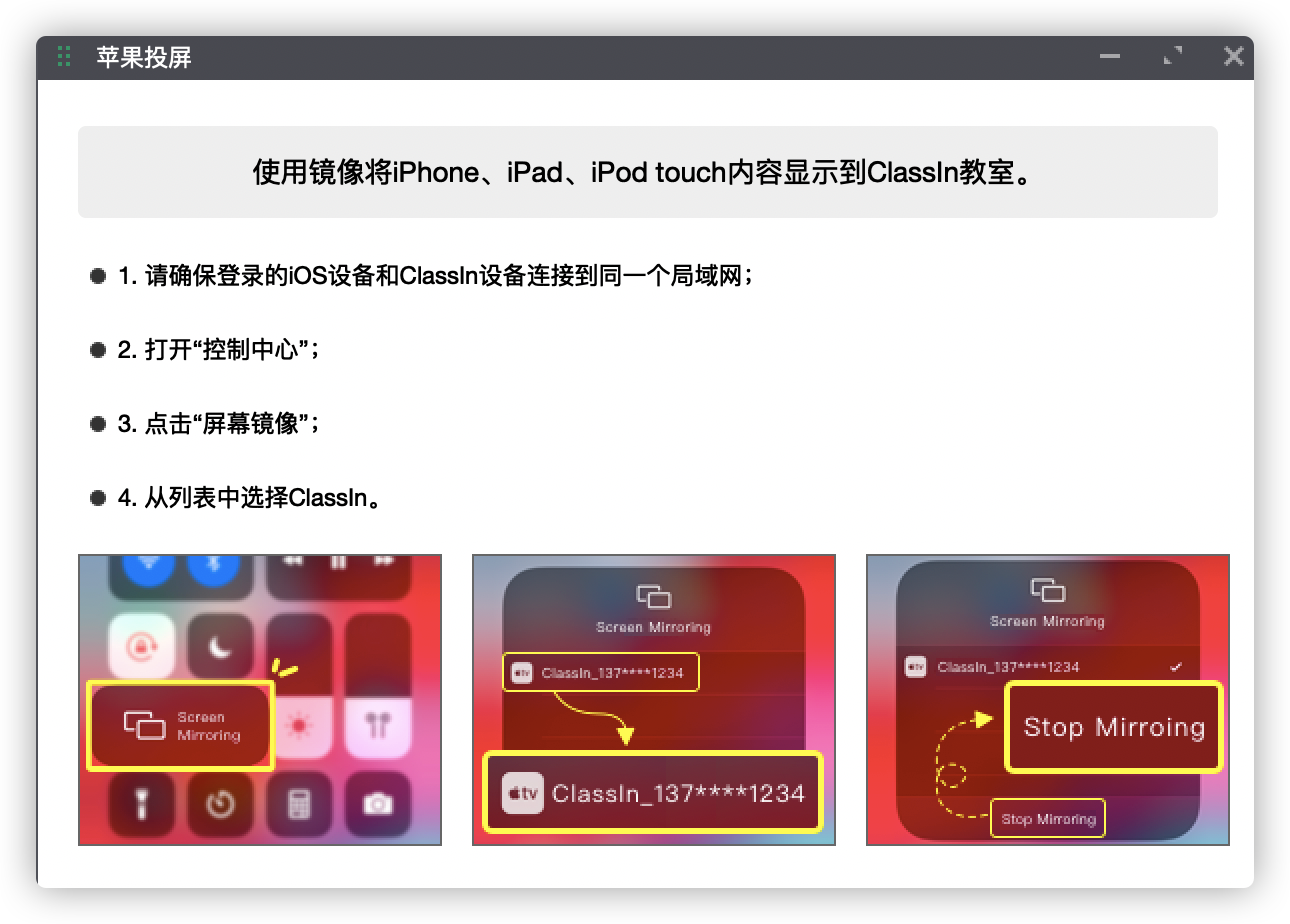 苹果投屏
使用镜像将iPhone、iPad、iPod touch内容显示到ClassIn教室。
1. 请确保登录的iOS设备和ClassIn设备连接到同一个局域网；
2. 打开“控制中心”；
3. 点击“屏幕镜像”；
4. 从列表中选择ClassIn。
Screen
Mirroring
Screen Mirroring
tv ClassIn_137****1234
tv ClassIn_137****1234
Screen Mirroring
tv ClassIn_137****1234
Stop Mirroing
Stop Mirroring